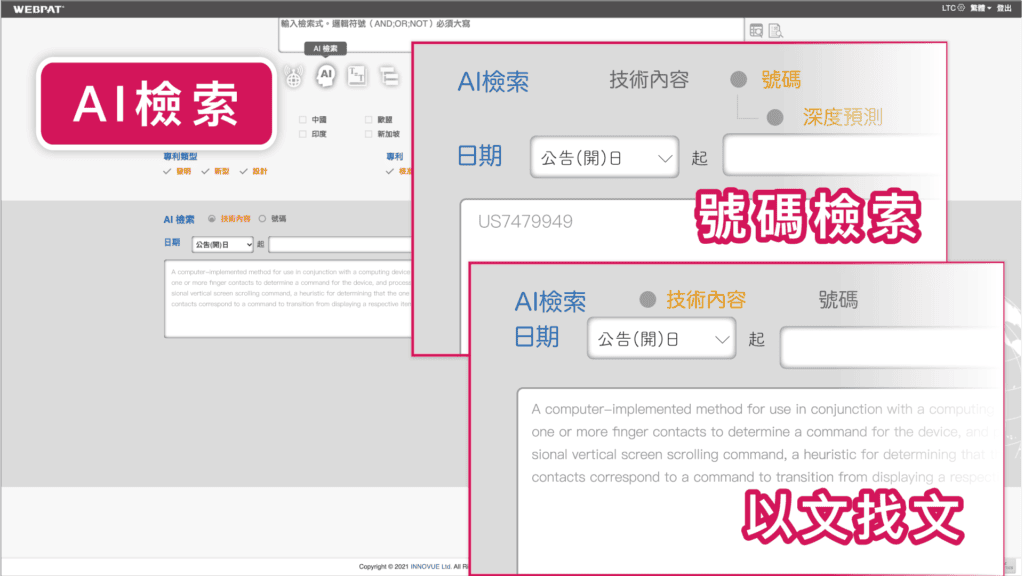 WEBPAT
LTC 繁體 登出
輸入檢索式。邏輯符號（AND;OR;NOT）必須大寫
AI 檢索
AI
AI檢索
中國
歐盟
印度
新加坡
專利類型
專利
發明 新型 設計
核准
AI 檢索 技術內容 號碼
日期 公告(開)日 起
A computer-implemented method for use in conjunction with a computing device
one or more finger contacts to determine a command for the device, and process
sional vertical screen scrolling command, a heuristic for determining that the one
contacts correspond to a command to transition from displaying a respective item
AI檢索 技術內容 號碼
深度預測
日期 公告(開)日 起
US7479949
號碼檢索
AI檢索 技術內容 號碼
日期 公告(開)日 起
A computer-implemented method for use in conjunction with a computing
one or more finger contacts to determine a command for the device, and
sional vertical screen scrolling command, a heuristic for determining that
contacts correspond to a command to transition from displaying a respec
以文找文
Copyright © 2021 INNOVUE Ltd. All Ri